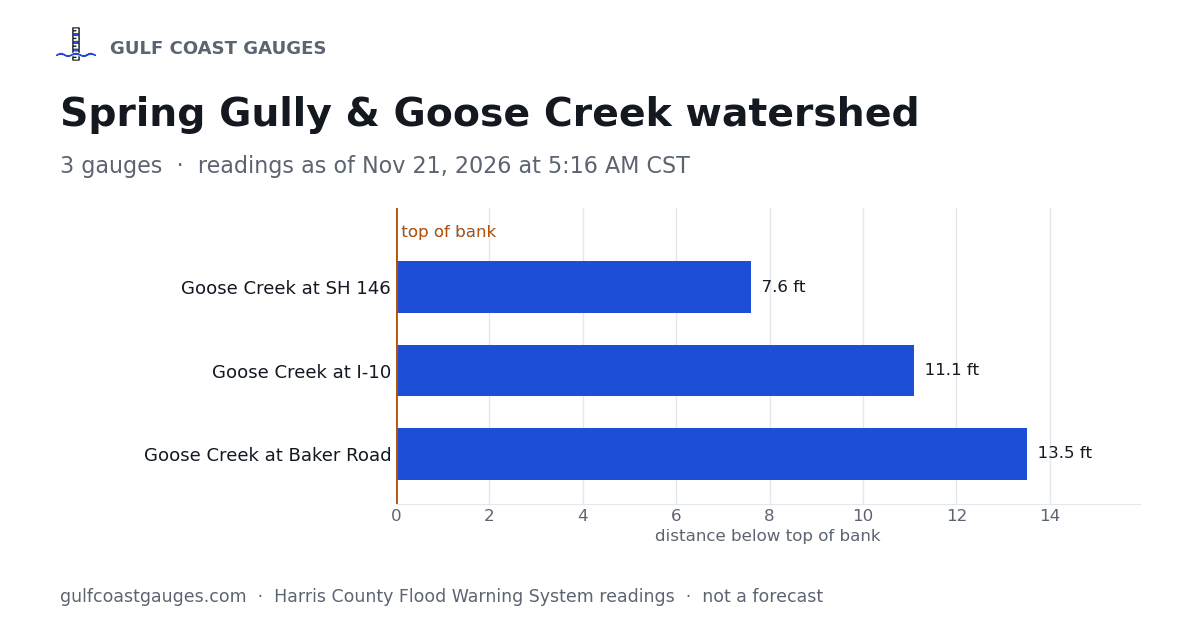 GULF COAST GAUGES
Spring Gully & Goose Creek watershed
3 gauges · readings as of Nov 21, 2026 at 5:16 AM CST
top of bank
Goose Creek at SH 146 7.6 ft
Goose Creek at I-10 11.1 ft
Goose Creek at Baker Road 13.5 ft
0 2 4 6 8 10 12 14
distance below top of bank
gulfcoastgauges.com · Harris County Flood Warning System readings · not a forecast